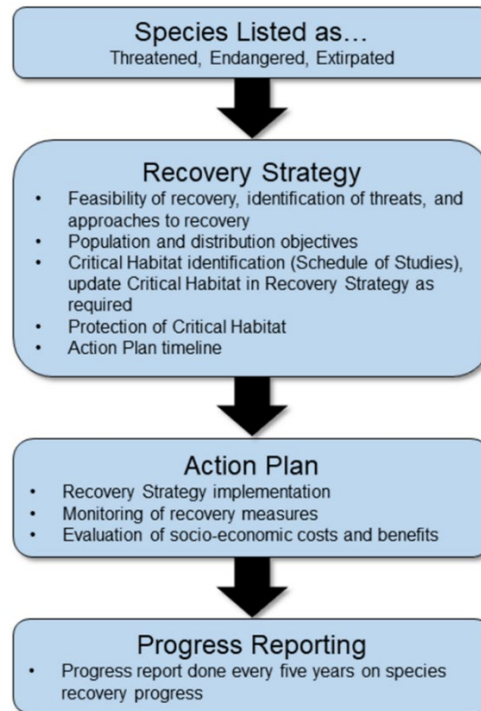 Species Listed as...
Threatened, Endangered, Extirpated
Recovery Strategy
• Feasibility of recovery, identification of threats, and
approaches to recovery
• Population and distribution objectives
• Critical Habitat identification (Schedule of Studies),
update Critical Habitat in Recovery Strategy as
required
• Protection of Critical Habitat
• Action Plan timeline
Action Plan
• Recovery Strategy implementation
• Monitoring of recovery measures
• Evaluation of socio-economic costs and benefits
Progress Reporting
• Progress report done every five years on species
recovery progress